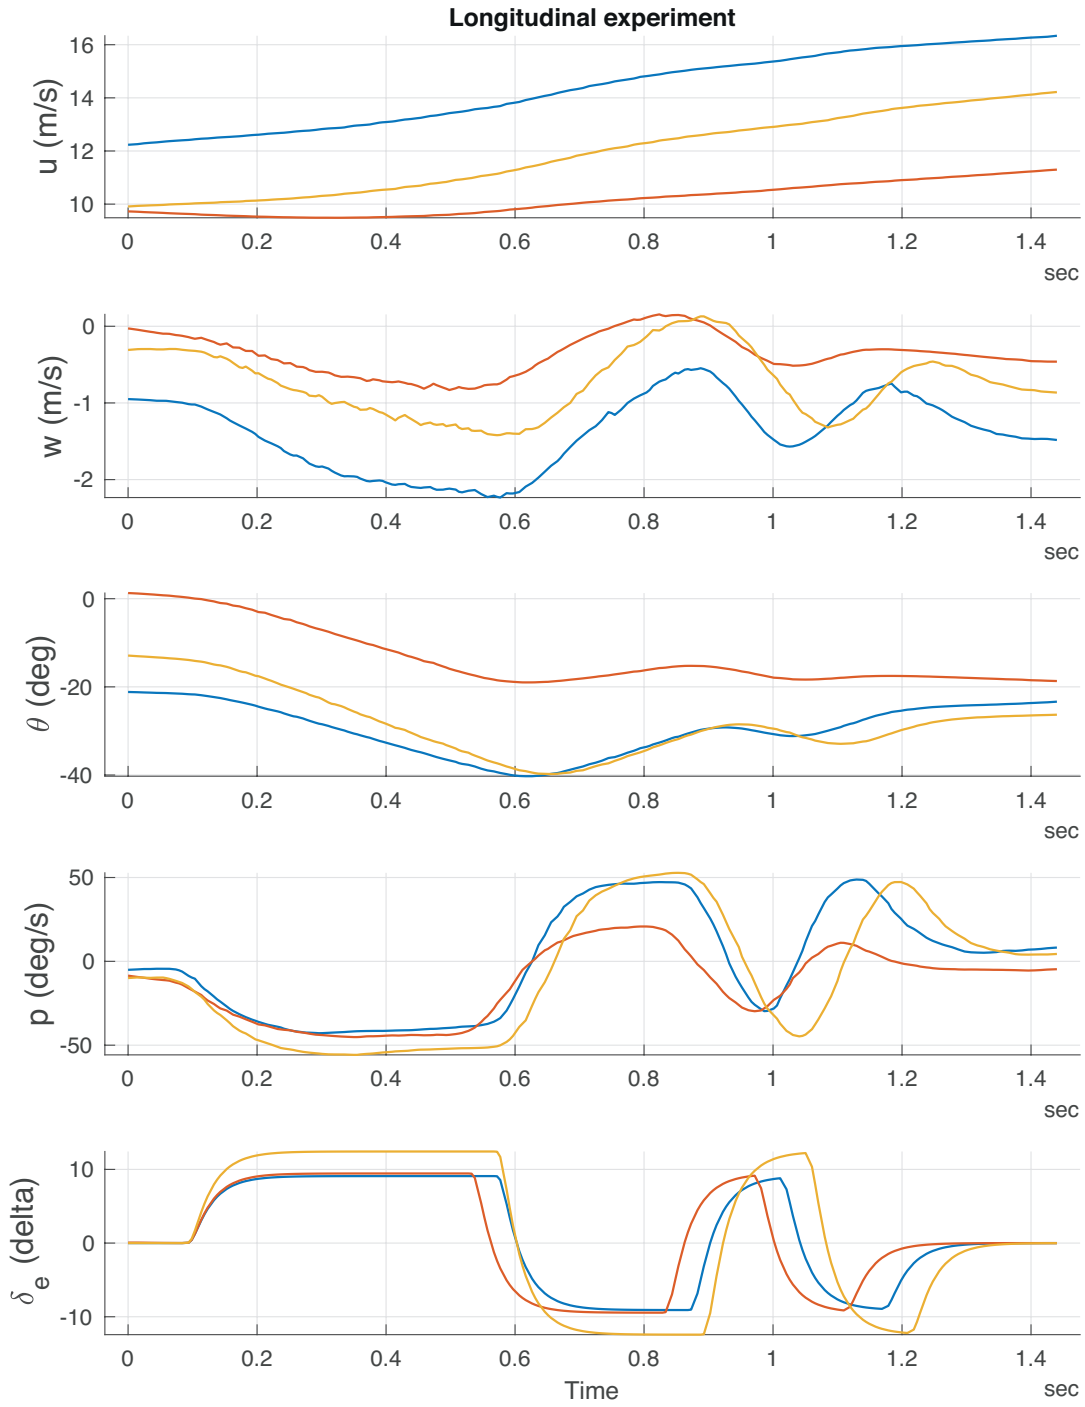 Longitudinal experiment
u (m/s)
16
14
12
10
0 0.2 0.4 0.6 0.8 1 1.2 1.4
sec
w (m/s)
0
-1
-2
0 0.2 0.4 0.6 0.8 1 1.2 1.4
sec
θ (deg)
0
-20
-40
0 0.2 0.4 0.6 0.8 1 1.2 1.4
sec
p (deg/s)
50
0
-50
0 0.2 0.4 0.6 0.8 1 1.2 1.4
sec
δe (delta)
10
0
-10
0 0.2 0.4 0.6 0.8 1 1.2 1.4
Time
sec